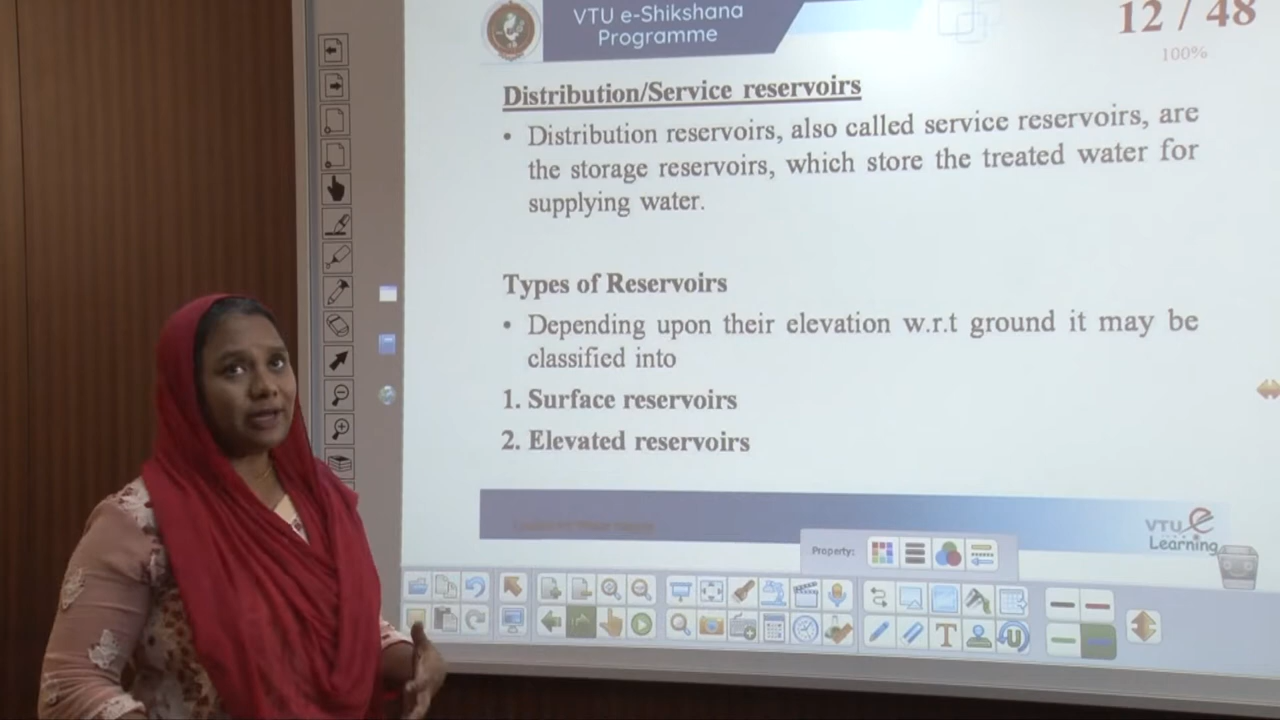 VTU e-Shikshana
Programme
12 / 48
100%
Distribution/Service reservoirs
• Distribution reservoirs, also called service reservoirs, are
the storage reservoirs, which store the treated water for
supplying water.
Types of Reservoirs
• Depending upon their elevation w.r.t ground it may be
classified into
1. Surface reservoirs
2. Elevated reservoirs
VTU e
Learning
Property:
T